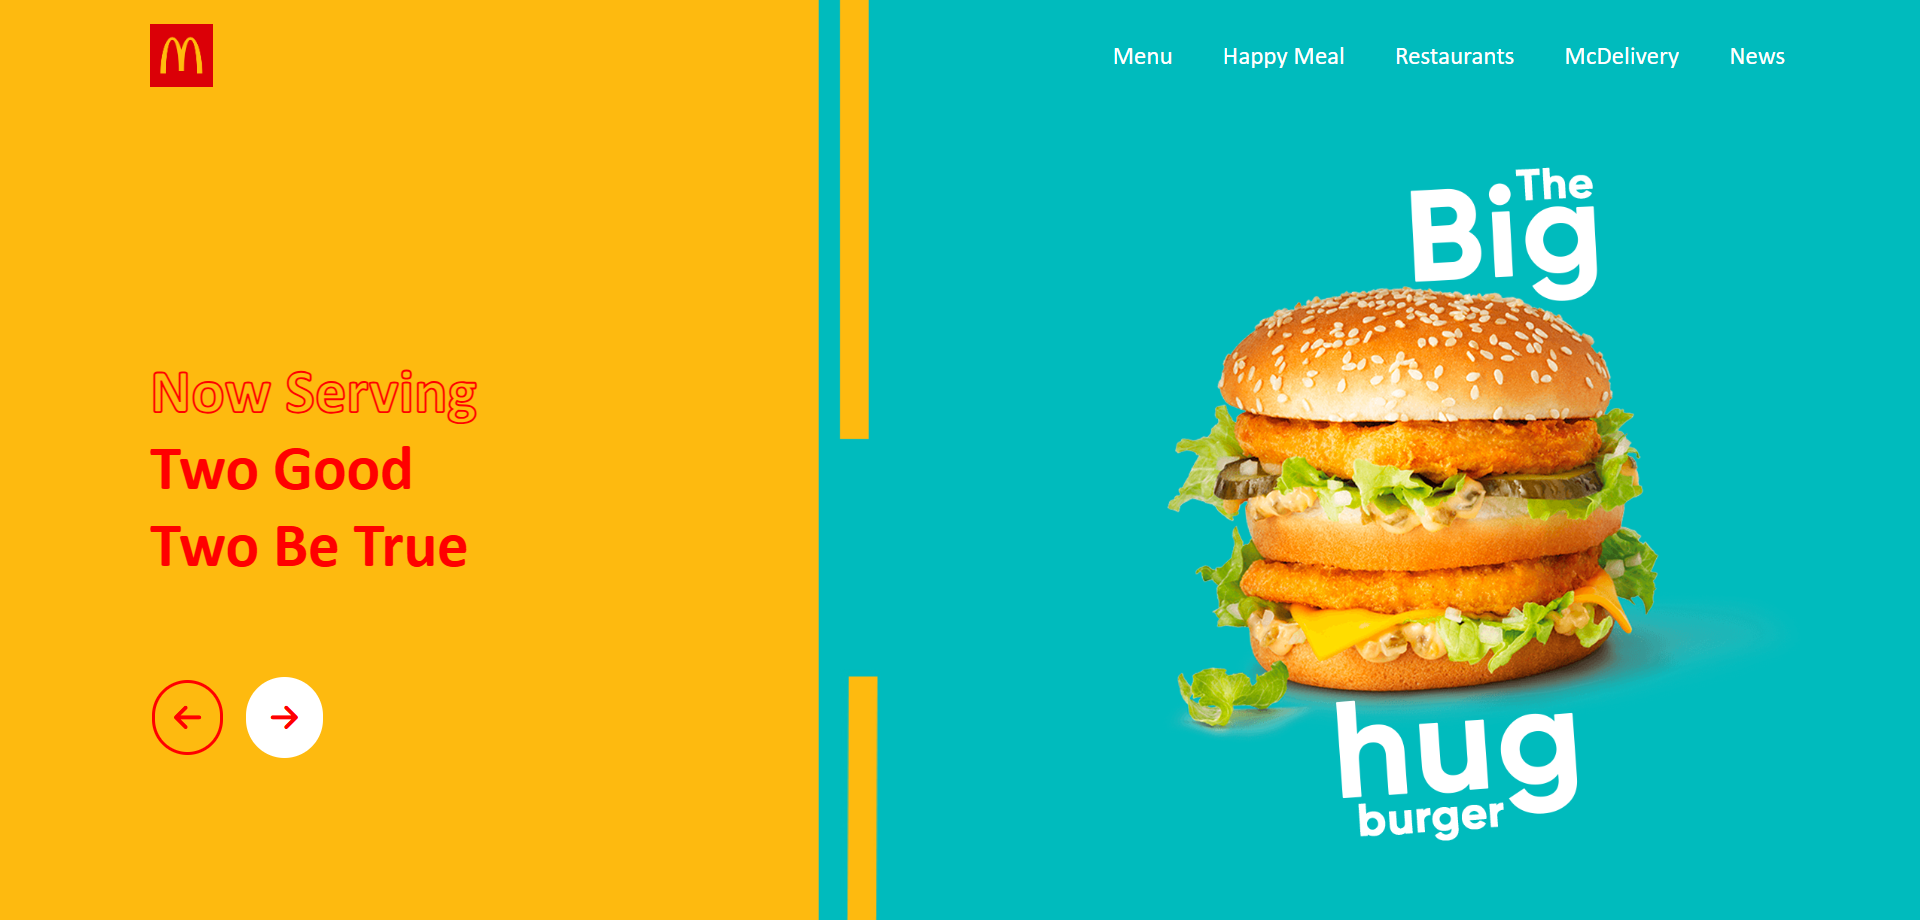 Menu Happy Meal Restaurants McDelivery News
Now Serving
Two Good
Two Be True
The
Big
hug
burger